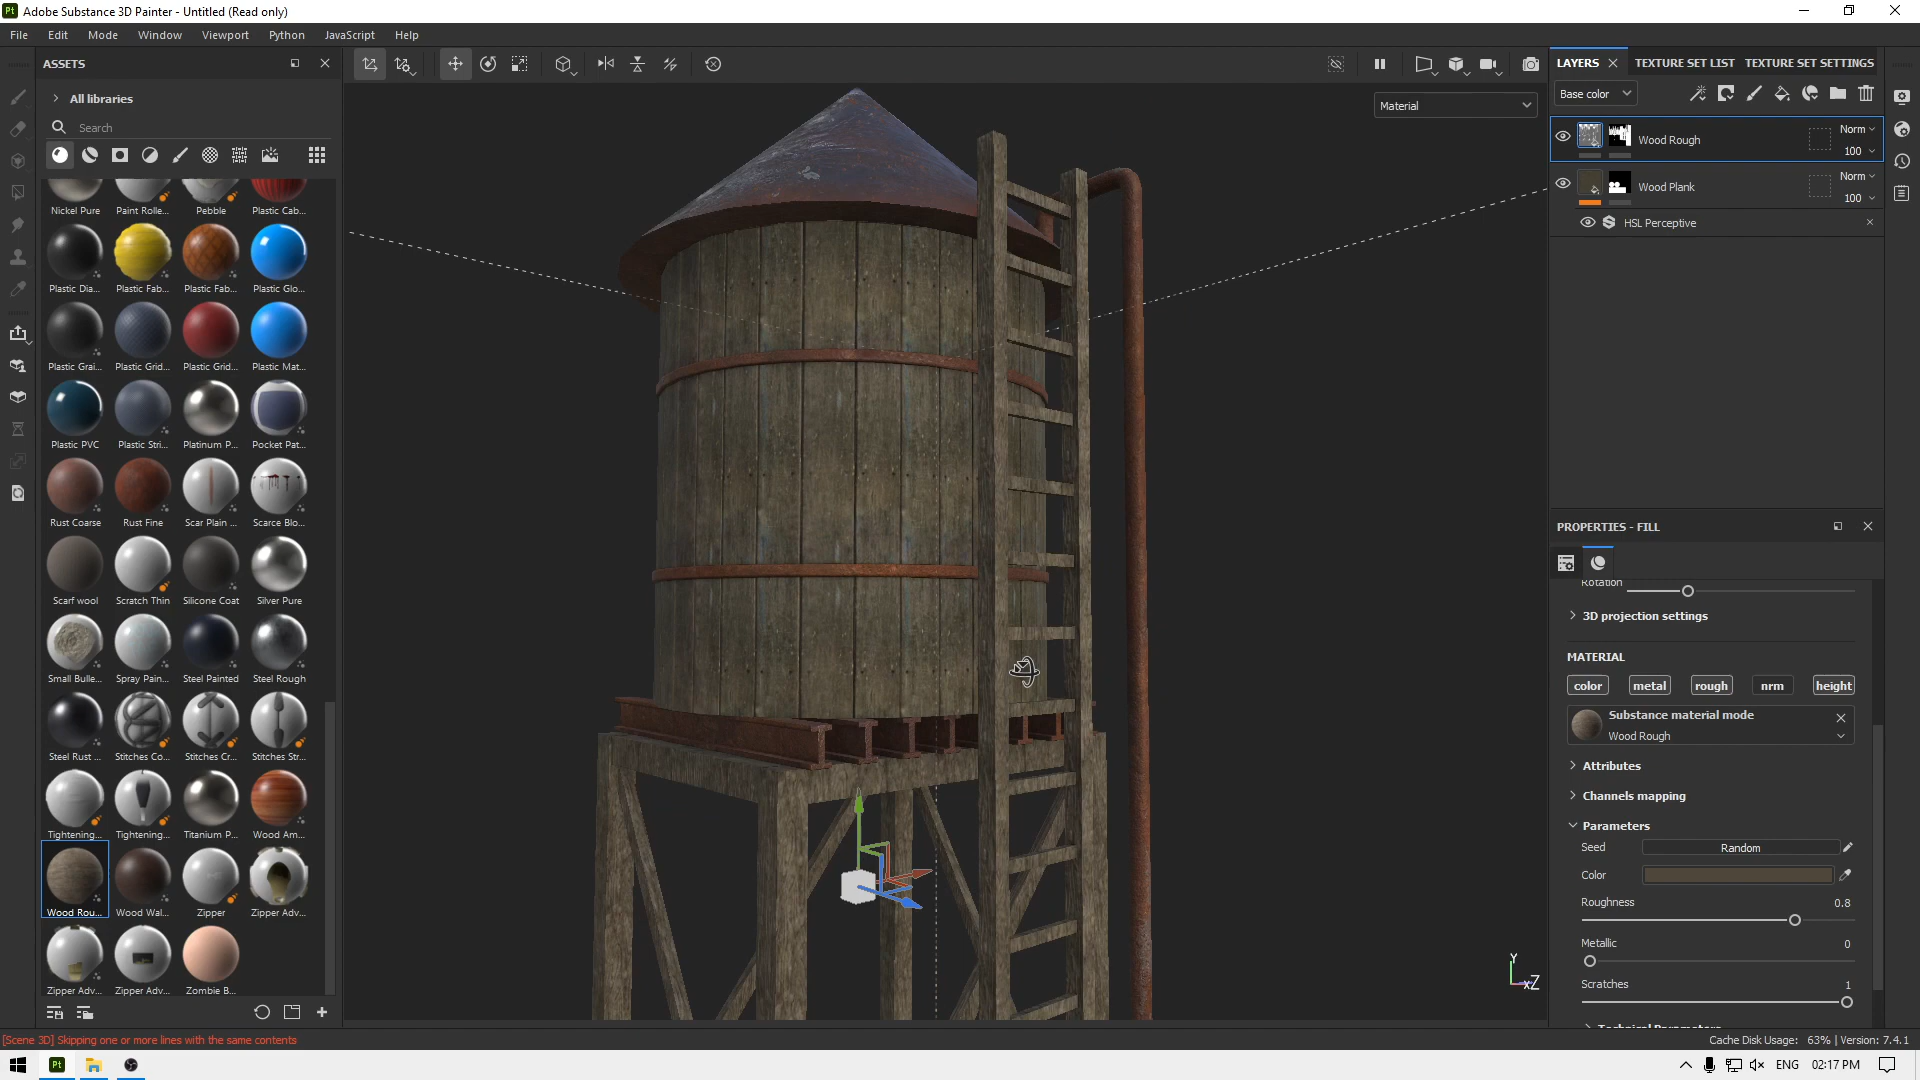 Pt Adobe Substance 3D Painter - Untitled (Read only)
File Edit Mode Window Viewport Python JavaScript Help
ASSETS
All libraries
Search
Nickel Pure Paint Rolle... Pebble Plastic Cab...
Plastic Dia... Plastic Fab... Plastic Fab... Plastic Glo...
Plastic Grai... Plastic Grid... Plastic Grid... Plastic Mat...
Plastic PVC Plastic Stri... Platinum P... Pocket Pat...
Rust Coarse Rust Fine Scar Plain ... Scarce Blo...
Scarf wool Scratch Thin Silicone Coat Silver Pure
Small Bulle... Spray Pain... Steel Painted Steel Rough
Steel Rust ... Stitches Co... Stitches Cr... Stitches Str...
Tightening... Tightening... Titanium P... Wood Am...
Wood Rou... Wood Wal... Zipper Zipper Adv...
Zipper Adv... Zipper Adv... Zombie B...
Material
Y
xZ
LAYERS TEXTURE SET LIST TEXTURE SET SETTINGS
Base color
Wood Rough Norm
100
Wood Plank Norm
100
HSL Perceptive
PROPERTIES - FILL
Rotation
3D projection settings
MATERIAL
color metal rough nrm height
Substance material mode
Wood Rough
Attributes
Channels mapping
Parameters
Seed Random
Color
Roughness 0.8
Metallic 0
Scratches 1
Technical Parameters
[Scene 3D] Skipping one or more lines with the same contents
Cache Disk Usage: 63% | Version: 7.4.1
Pt
ENG 02:17 PM